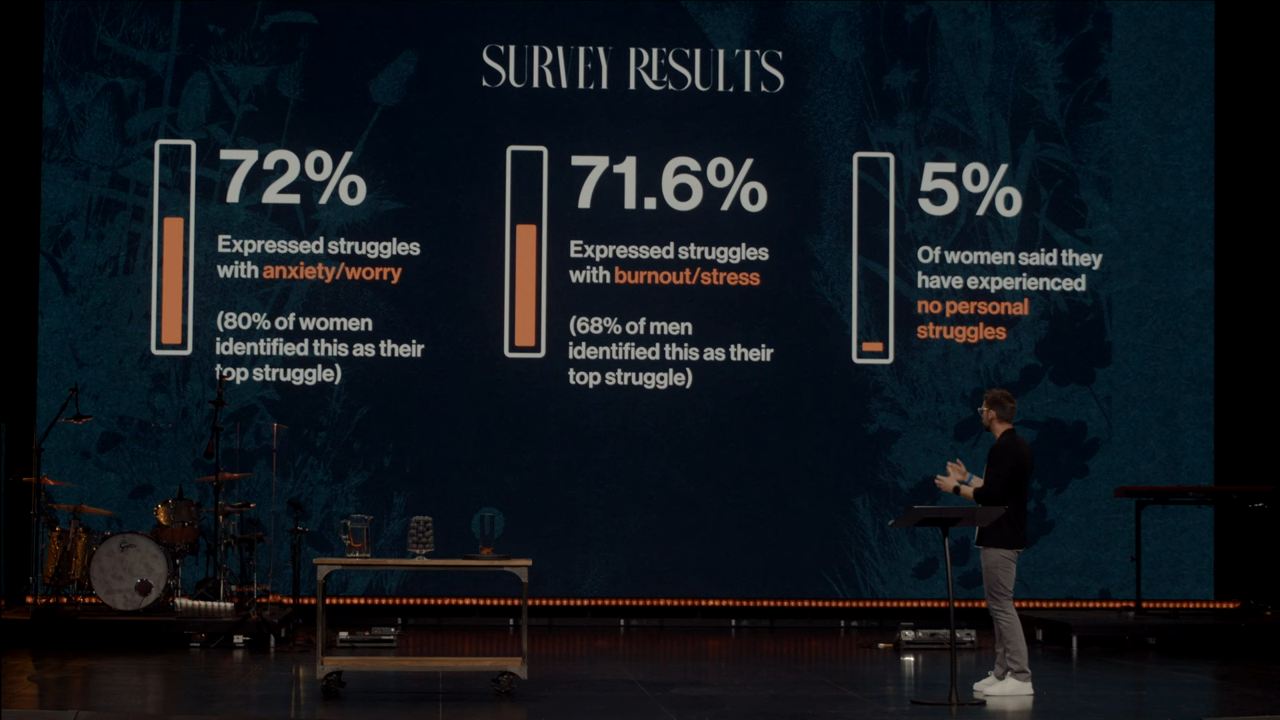 SURVEY RESULTS
72%
Expressed struggles
with anxiety/worry
(80% of women
identified this as their
top struggle)
71.6%
Expressed struggles
with burnout/stress
(68% of men
identified this as their
top struggle)
5%
Of women said they
have experienced
no personal
struggles